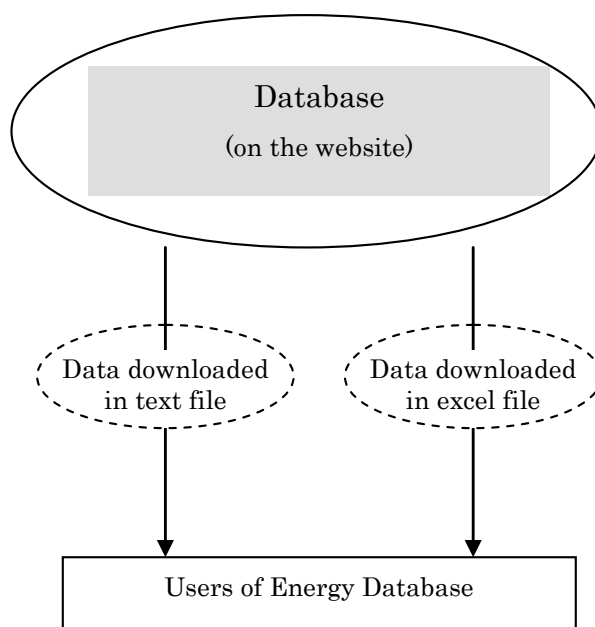 Database
(on the website)
Data downloaded
in text file
Data downloaded
in excel file
Users of Energy Database